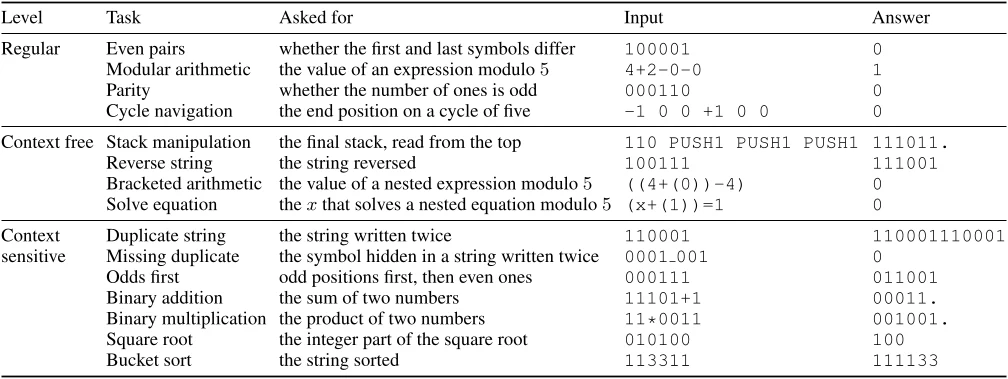 Level Task Asked for Input Answer
Regular Even pairs whether the first and last symbols differ 100001 0
Modular arithmetic the value of an expression modulo 5 4+2-0-0 1
Parity whether the number of ones is odd 000110 0
Cycle navigation the end position on a cycle of five -1 0 0 +1 0 0 0
Context free Stack manipulation the final stack, read from the top 110 PUSH1 PUSH1 PUSH1 111011.
Reverse string the string reversed 100111 111001
Bracketed arithmetic the value of a nested expression modulo 5 ((4+(0))-4) 0
Solve equation the x that solves a nested equation modulo 5 (x+(1))=1 0
Context Duplicate string the string written twice 110001 110001110001
sensitive Missing duplicate the symbol hidden in a string written twice 0001_001 0
Odds first odd positions first, then even ones 000111 011001
Binary addition the sum of two numbers 11101+1 00011.
Binary multiplication the product of two numbers 11*0011 001001.
Square root the integer part of the square root 010100 100
Bucket sort the string sorted 113311 111133